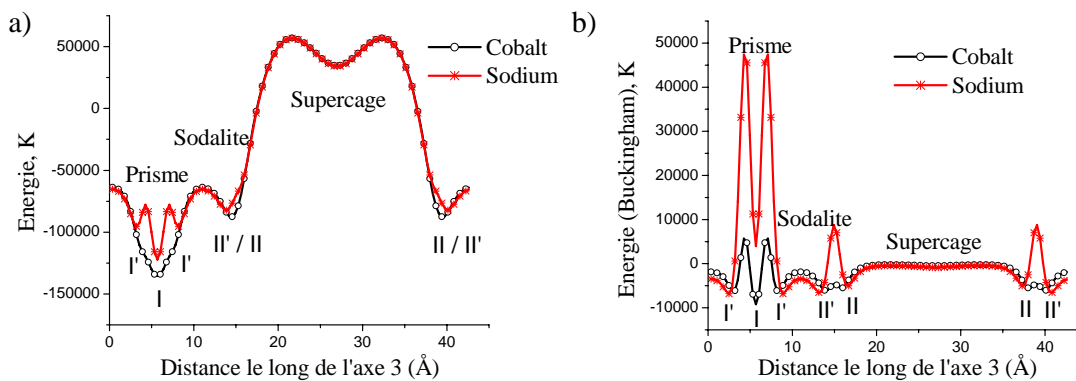 a)
Energie, K
50000
0
-50000
-100000
-150000
Cobalt
Sodium
Supercage
Sodalite
Prisme
I'
I
I'
II' / II
II / II'
0
10
20
30
40
Distance le long de l'axe 3 (Å)
b)
Energie (Buckingham), K
50000
40000
30000
20000
10000
0
-10000
Prisme
Cobalt
Sodium
Sodalite
Supercage
I'
I
I'
II'
II
II
II'
0
10
20
30
40
Distance le long de l'axe 3 (Å)